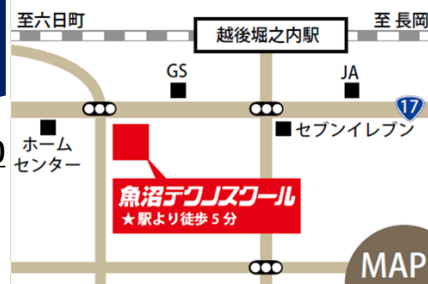 至六日町
越後堀之内駅
至 長岡
GS
JA
17
ホーム
センター
セブンイレブン
魚沼テクノスクール
★駅より徒歩5分
MAP